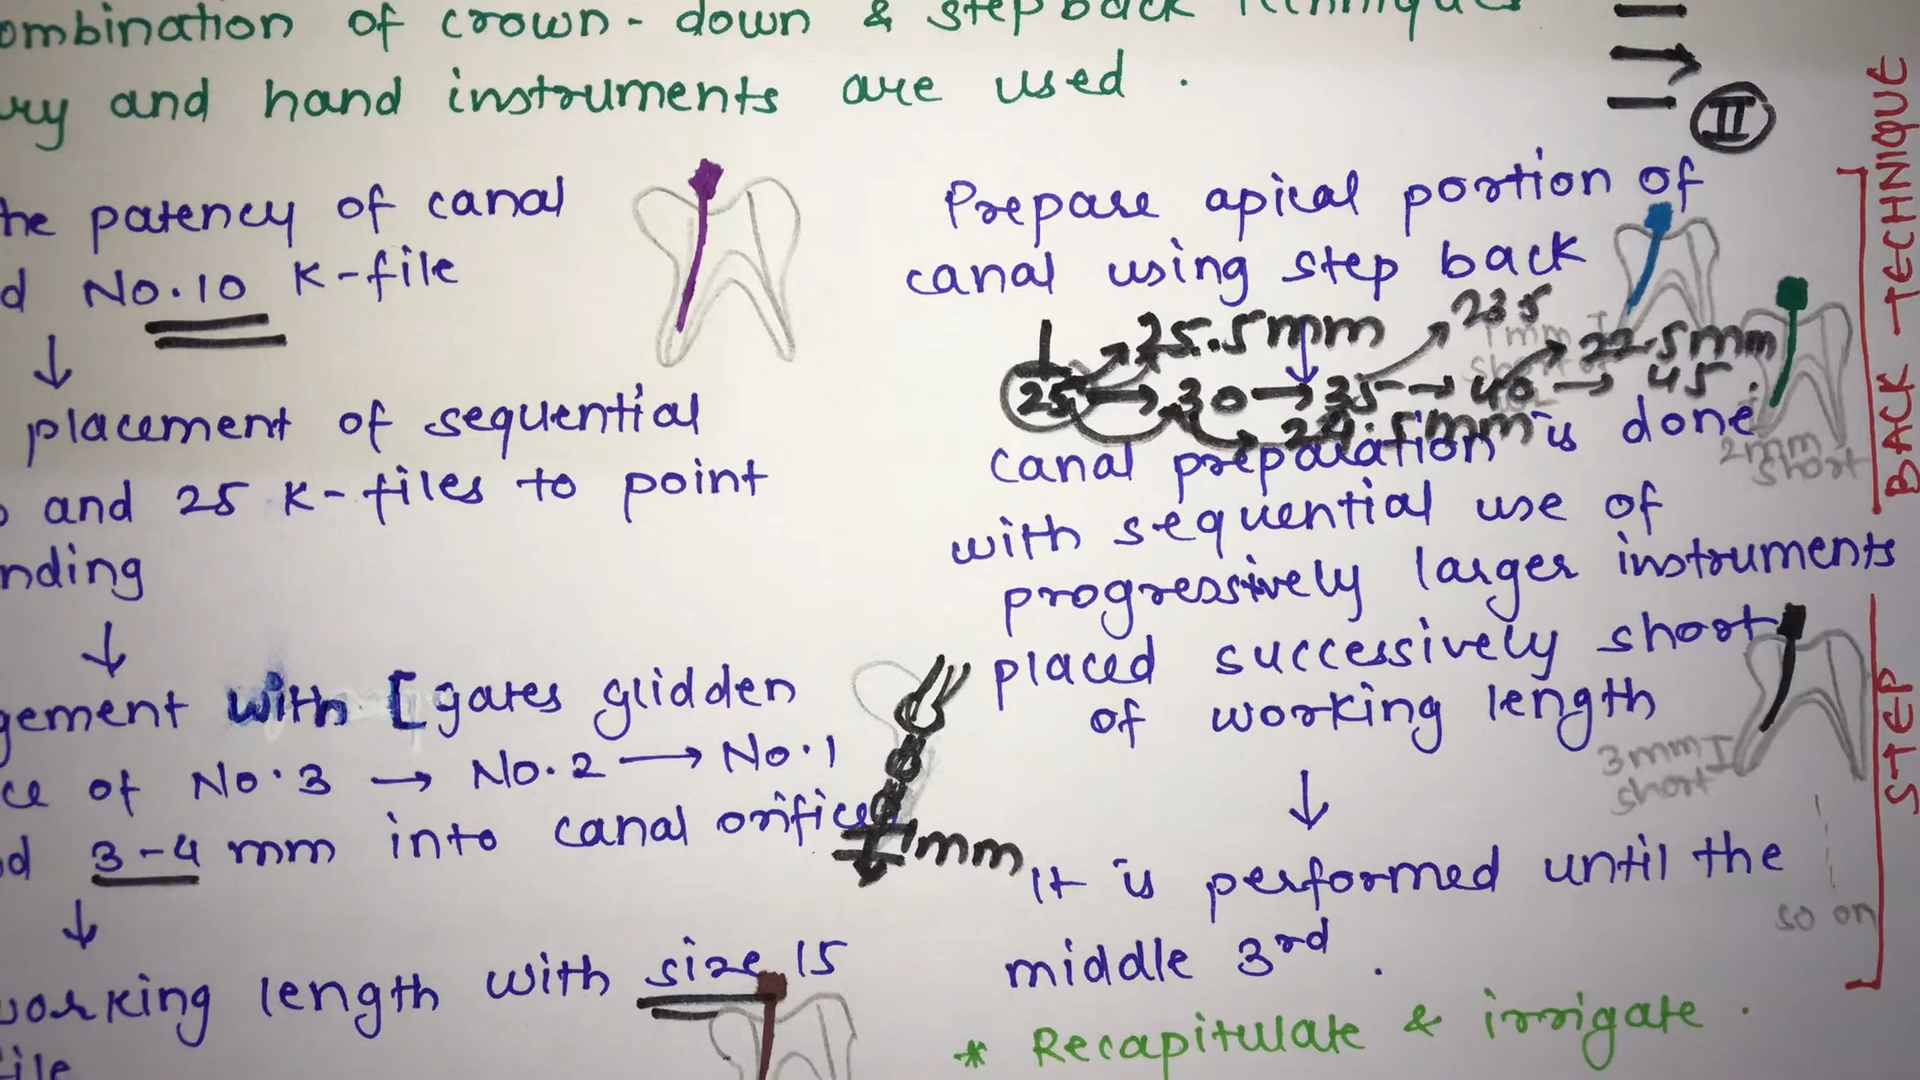 ombination of crown-down & step back techniques
ry and hand instruments are used.
he patency of canal
d No.10 K-file
placement of sequential
and 25 K-files to point
nding
gement with [gates glidden
ce of No.3 → No.2 → No.1
d 3-4 mm into canal orifice
1mm
working length with size 15
file
II
Prepare apical portion of
canal using step back
25.5mm
235
22.5mm
25 → 30 → 35 → 40 → 45
24.5mm
Canal preparation is done
with sequential use of
progressively larger instruments
placed successively short
of working length
It is performed until the
middle 3rd.
* Recapitulate & irrigate.
2mm
short
3mm
short
so on
STEP BACK-TECHNIQUE